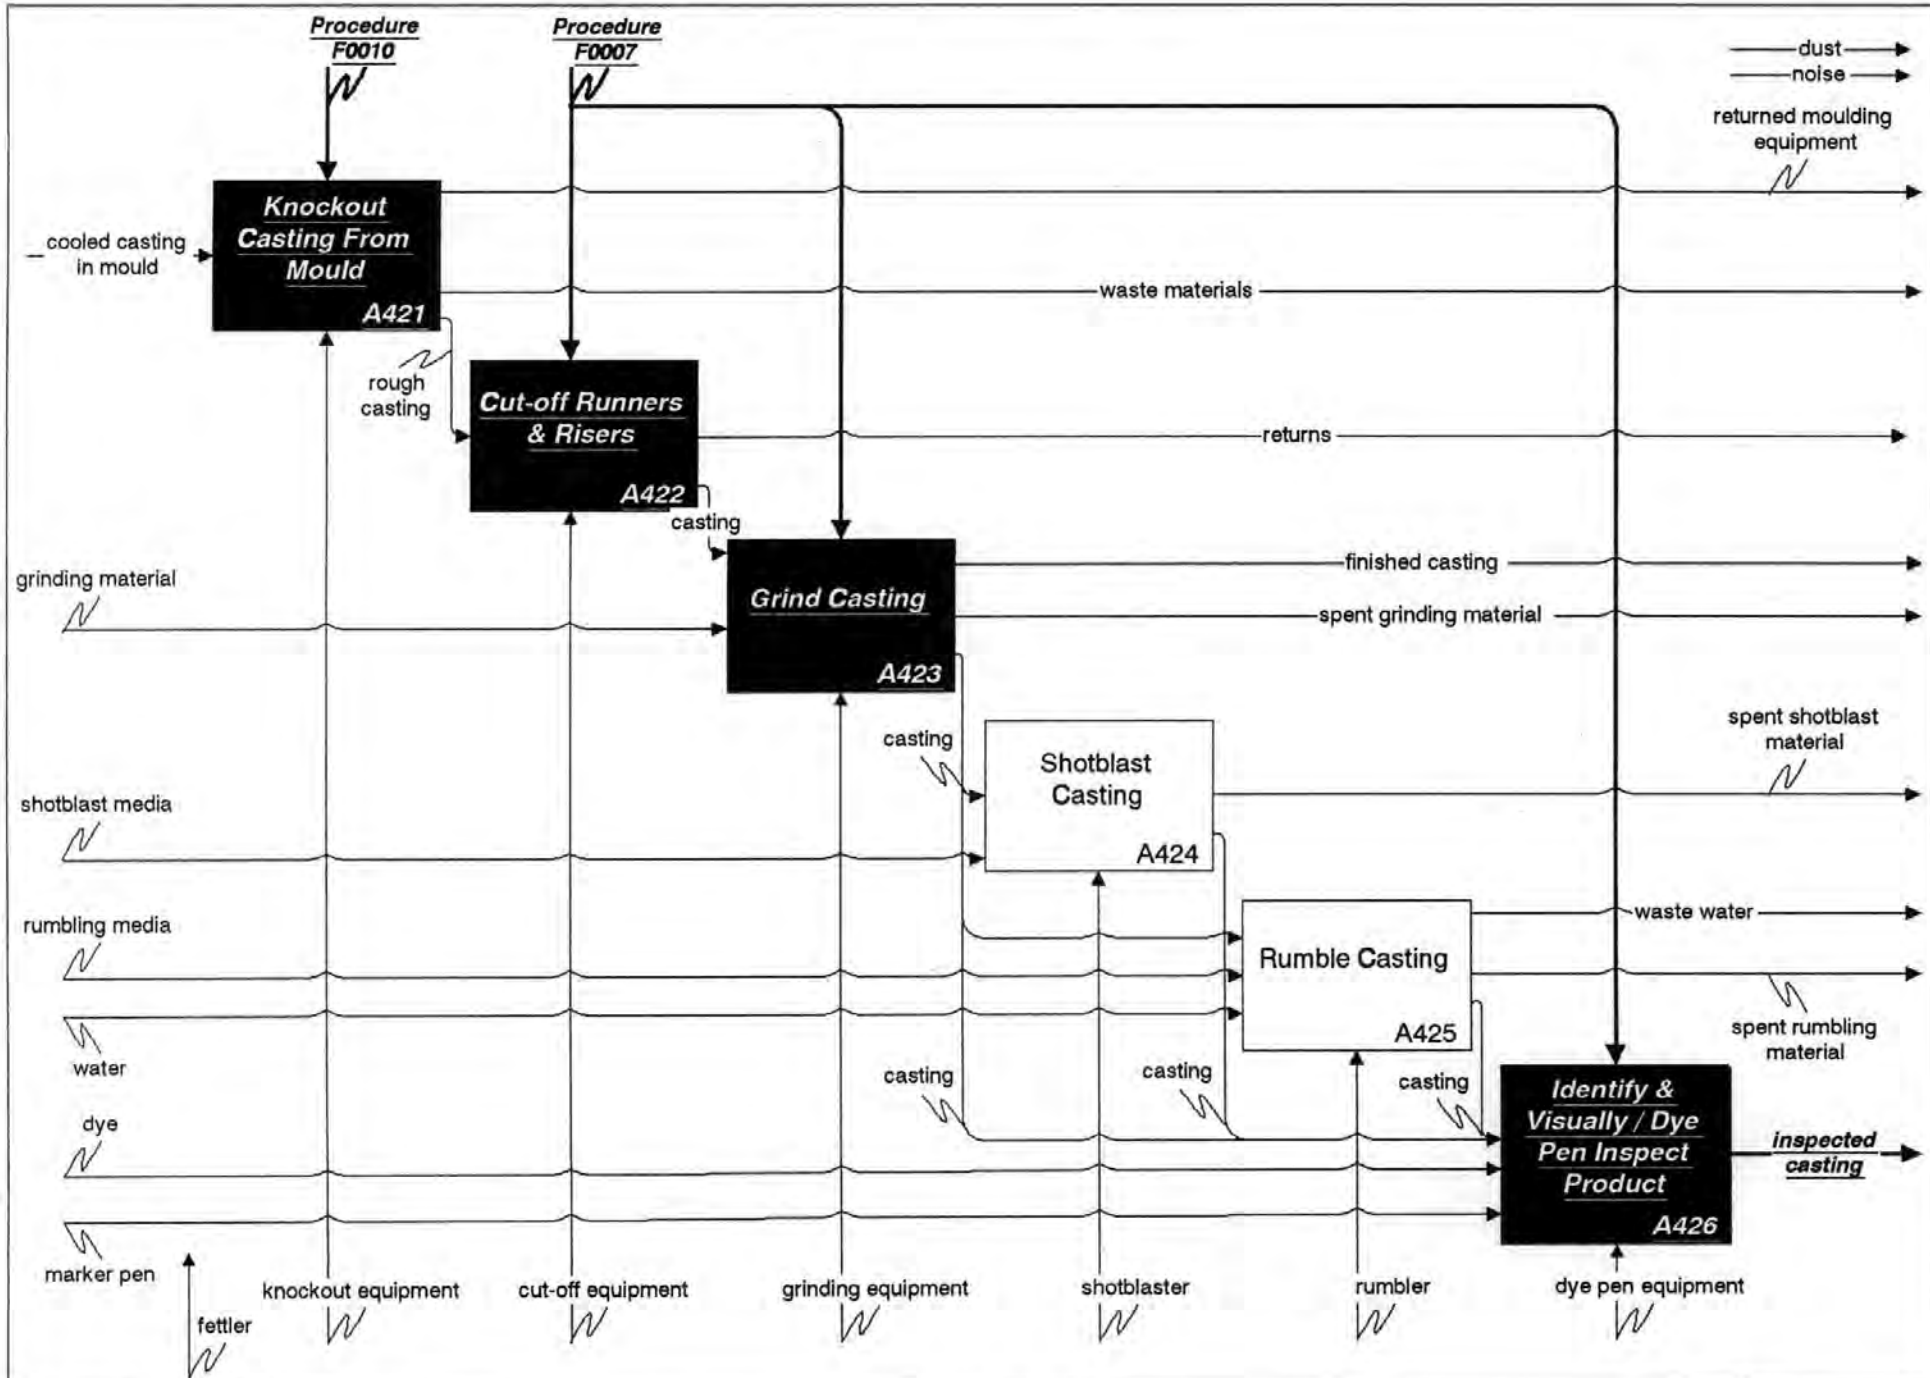 Procedure
F0010
Procedure
F0007
dust
noise
returned moulding
equipment
Knockout
Casting From
Mould
A421
cooled casting
in mould
waste materials
rough
casting
Cut-off Runners
& Risers
A422
returns
casting
grinding material
Grind Casting
A423
finished casting
spent grinding material
casting
Shotblast
Casting
A424
spent shotblast
material
shotblast media
rumbling media
Rumble Casting
A425
waste water
spent rumbling
material
water
casting
casting
casting
dye
Identify &
Visually / Dye
Pen Inspect
Product
A426
inspected
casting
marker pen
fettler
knockout equipment
cut-off equipment
grinding equipment
shotblaster
rumbler
dye pen equipment